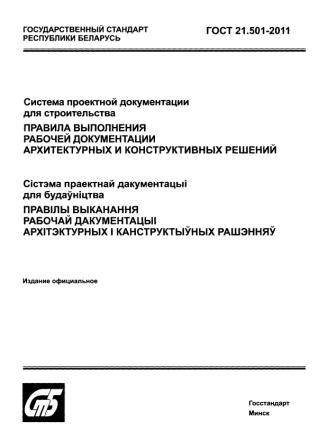 ГОСУДАРСТВЕННЫЙ СТАНДАРТ
РЕСПУБЛИКИ БЕЛАРУСЬ
ГОСТ 21.501-2011
Система проектной документации
для строительства
ПРАВИЛА ВЫПОЛНЕНИЯ
РАБОЧЕЙ ДОКУМЕНТАЦИИ
АРХИТЕКТУРНЫХ И КОНСТРУКТИВНЫХ РЕШЕНИЙ
Сістэма праектнай дакументацыі
для будаўніцтва
ПРАВІЛЫ ВЫКАНАННЯ
РАБОЧАЙ ДАКУМЕНТАЦЫІ
АРХІТЭКТУРНЫХ І КАНСТРУКТЫЎНЫХ РАШЭННЯЎ
Издание официальное
СТБ
Госстандарт
Минск